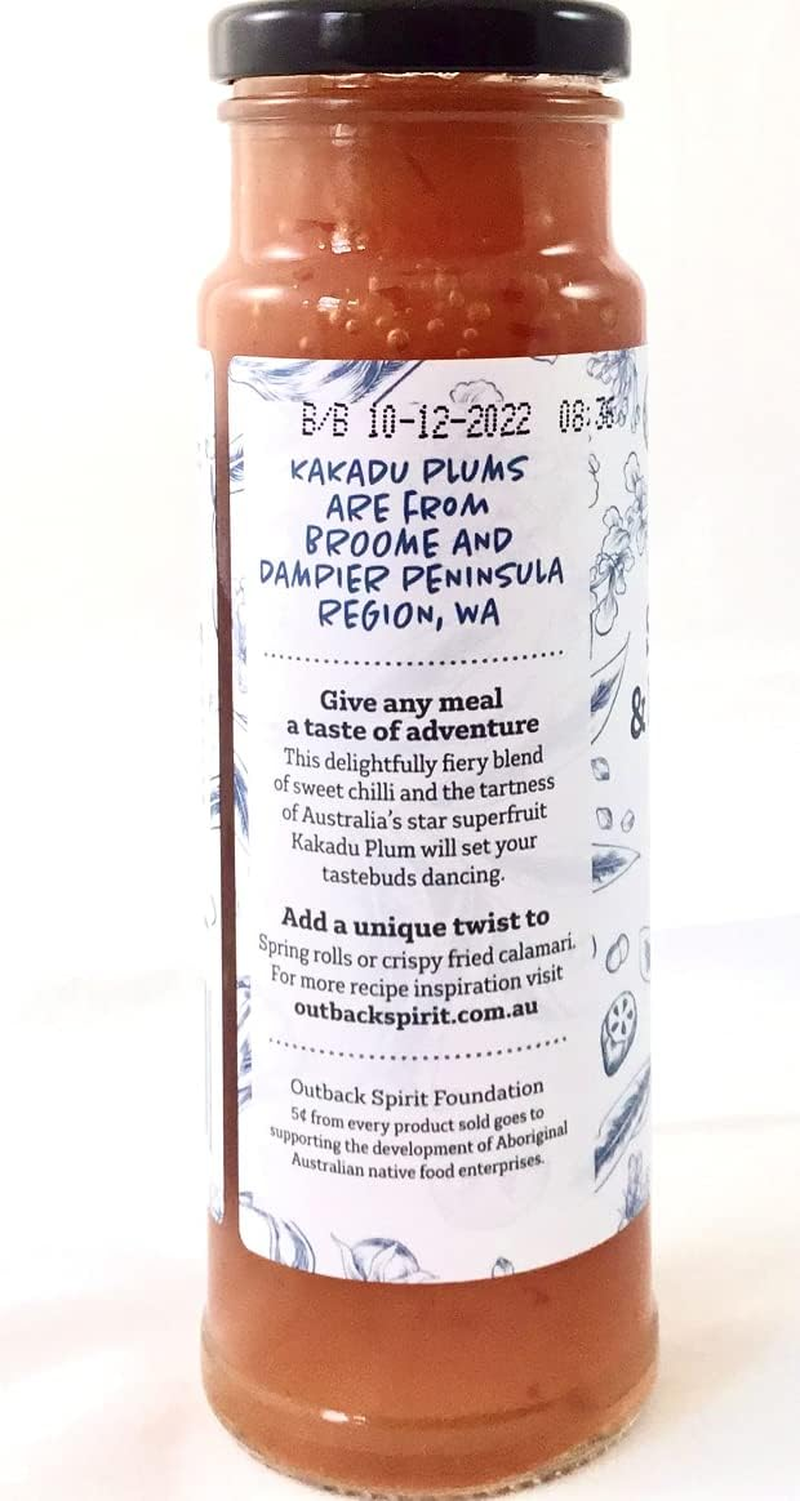 B/B 10-12-2022 08:36
KAKADU PLUMS
ARE FROM
BROOME AND
DAMPIER PENINSULA
REGION, WA
Give any meal
a taste of adventure
This delightfully fiery blend
of sweet chilli and the tartness
of Australia's star superfruit
Kakadu Plum will set your
tastebuds dancing.
Add a unique twist to
Spring rolls or crispy fried calamari.
For more recipe inspiration visit
outbackspirit.com.au
Outback Spirit Foundation
5¢ from every product sold goes to
supporting the development of Aboriginal
Australian native food enterprises.
&